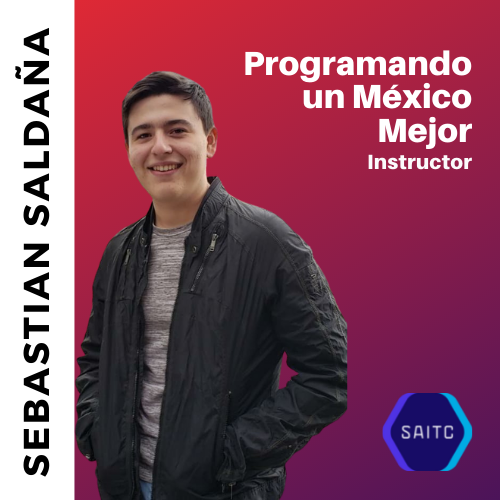 SEBASTIAN SALDAÑA
Programando
un México
Mejor
Instructor
SAITC